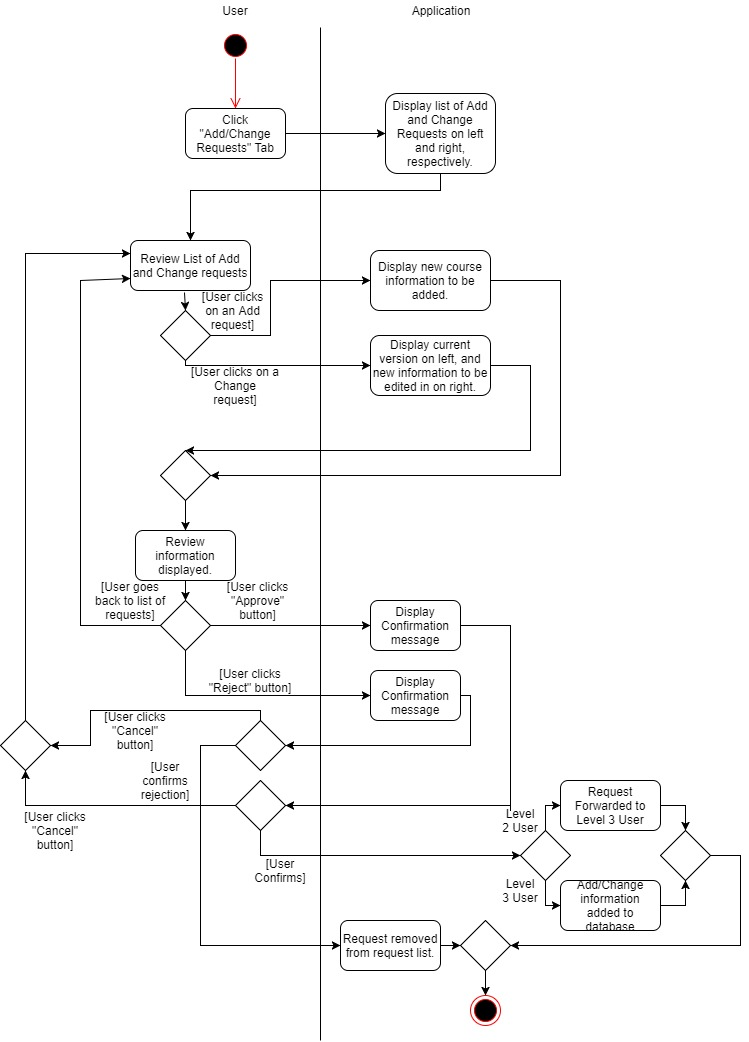 User
Application
Click
"Add/Change
Requests" Tab
Display list of Add
and Change
Requests on left
and right,
respectively.
Review List of Add
and Change requests
[User clicks
on an Add
request]
Display new course
information to be
added.
[User clicks on a
Change
request]
Display current
version on left, and
new information to be
edited in on right.
Review
information
displayed.
[User goes
back to list of
requests]
[User clicks
"Approve"
button]
Display
Confirmation
message
[User clicks
"Reject" button]
Display
Confirmation
message
[User clicks
"Cancel"
button]
[User
confirms
rejection]
[User clicks
"Cancel"
button]
[User
Confirms]
Level
2 User
Request
Forwarded to
Level 3 User
Level
3 User
Add/Change
information
added to
database
Request removed
from request list.